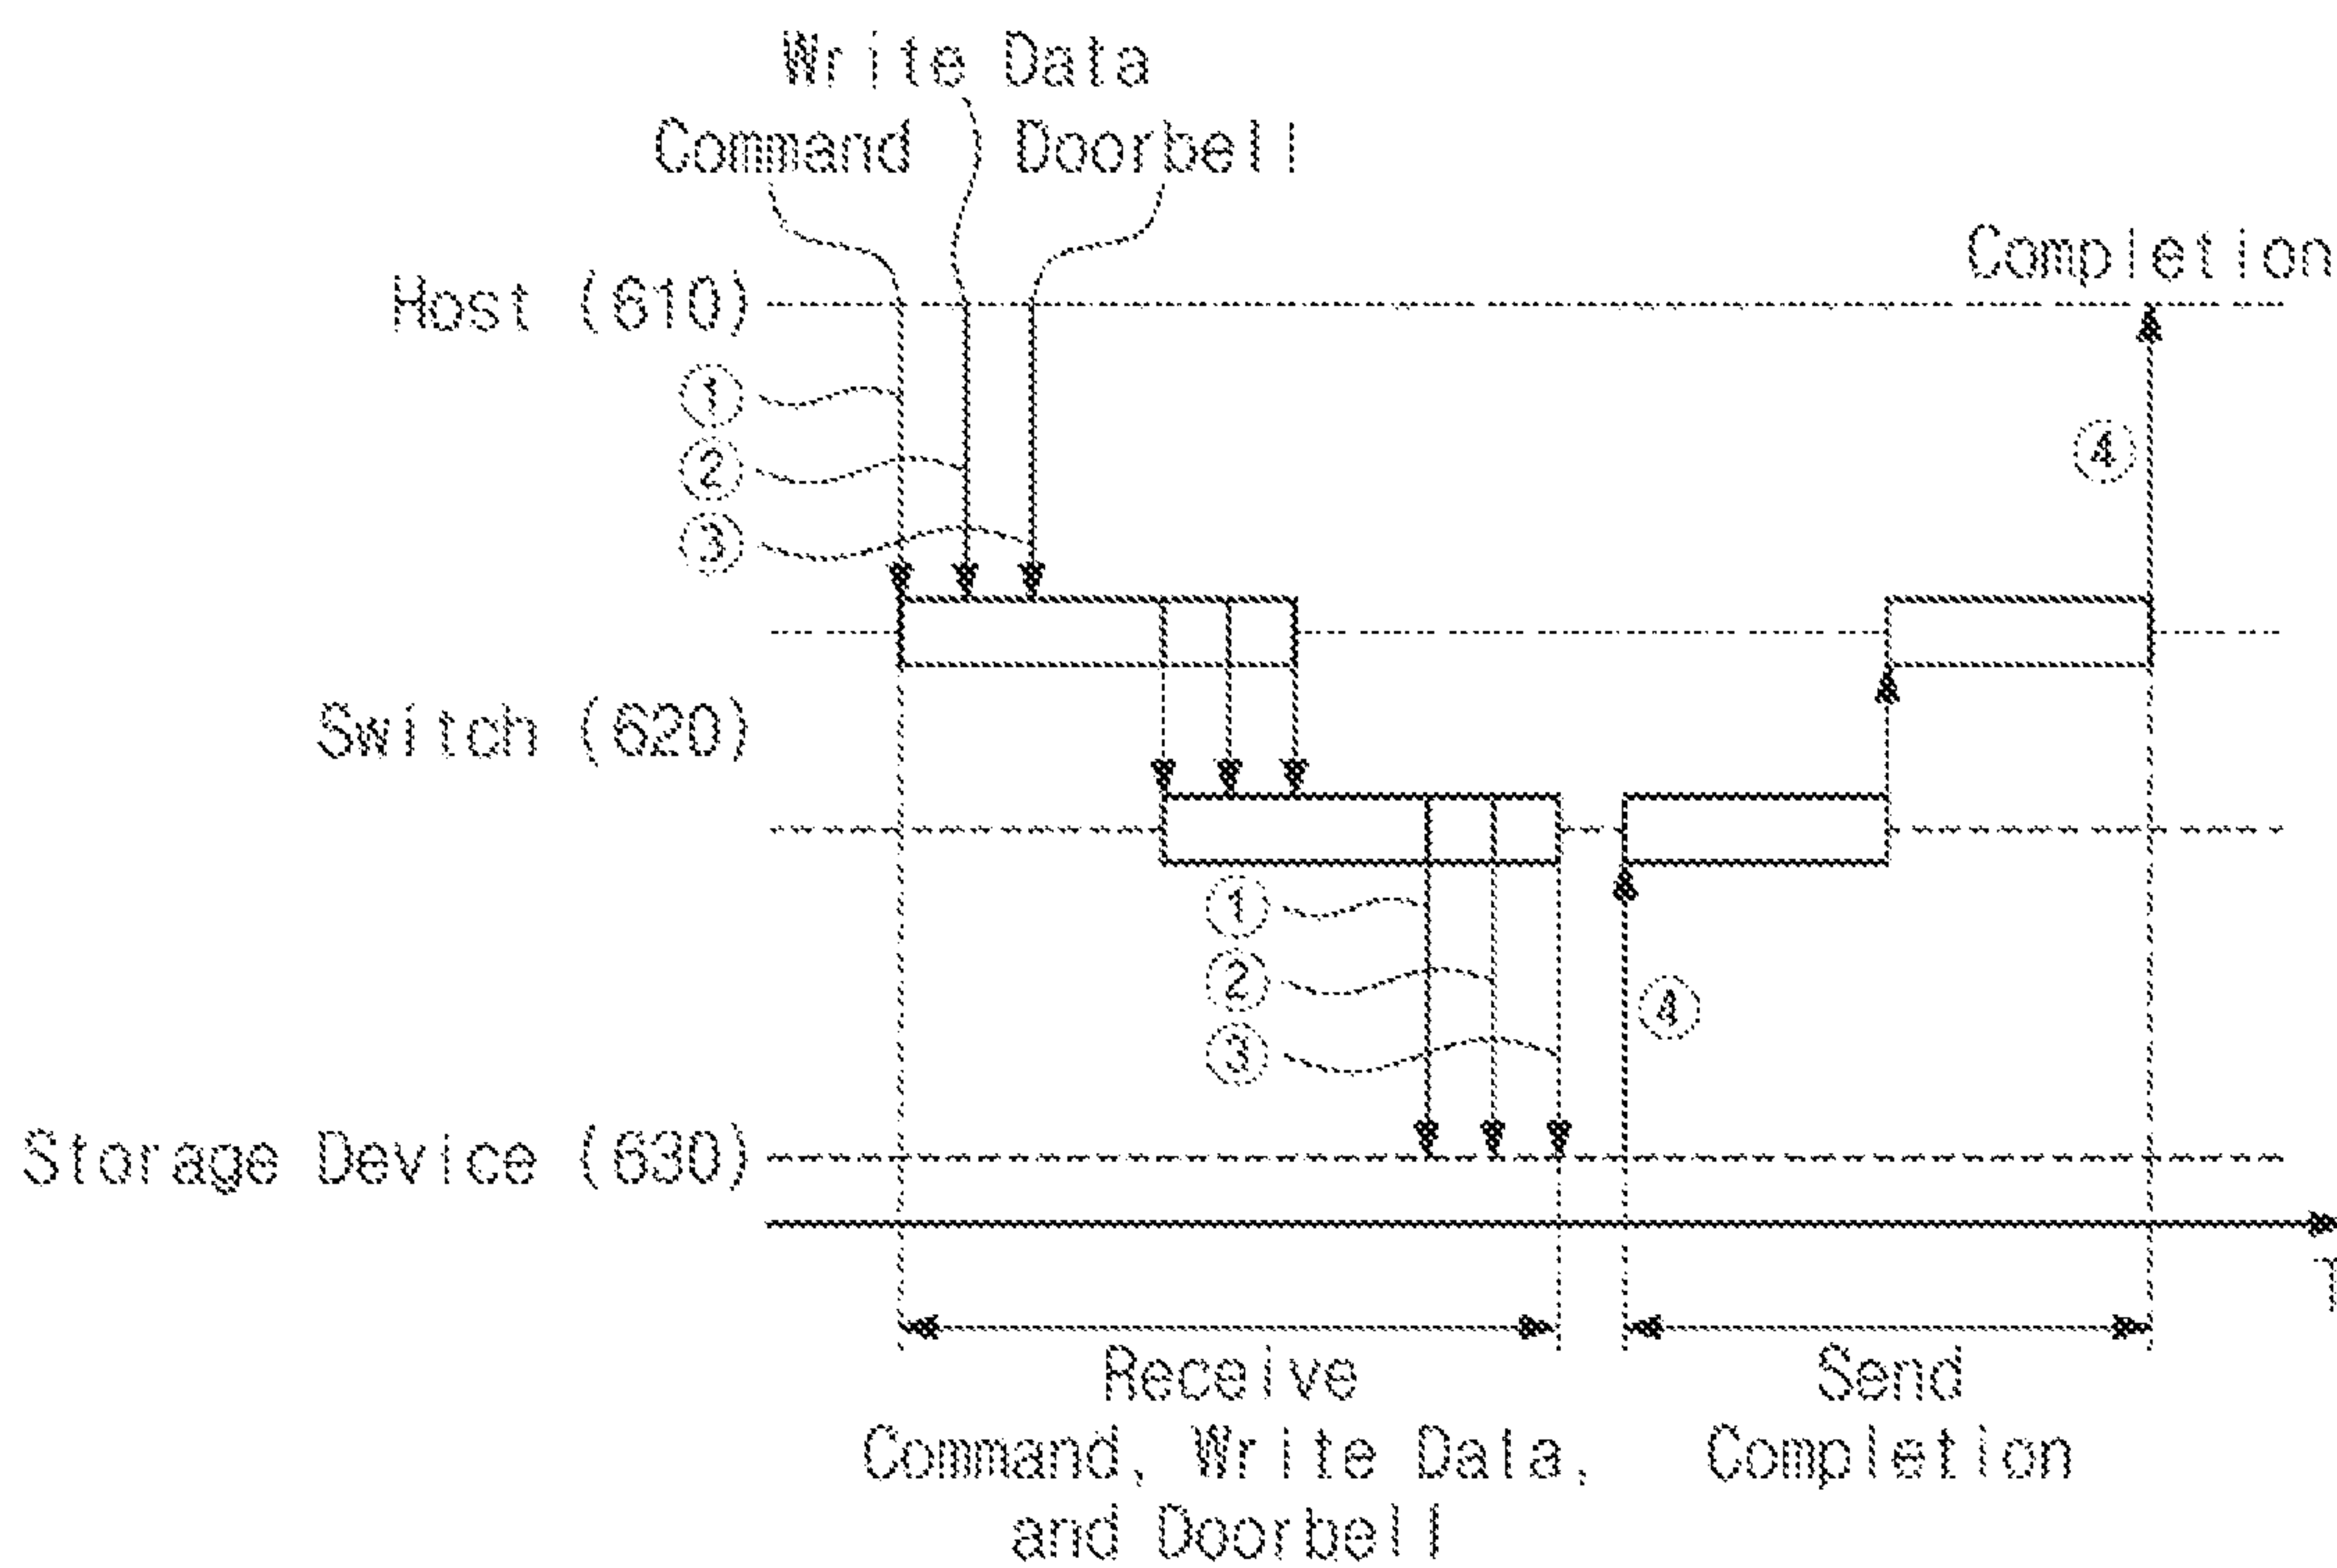 Write Data
Command
Doorbell
Completion
Host (610)
①
②
③
④
Switch (620)
①
②
③
④
Storage Device (630)
T
Receive
Command, Write Data,
and Doorbell
Send
Completion